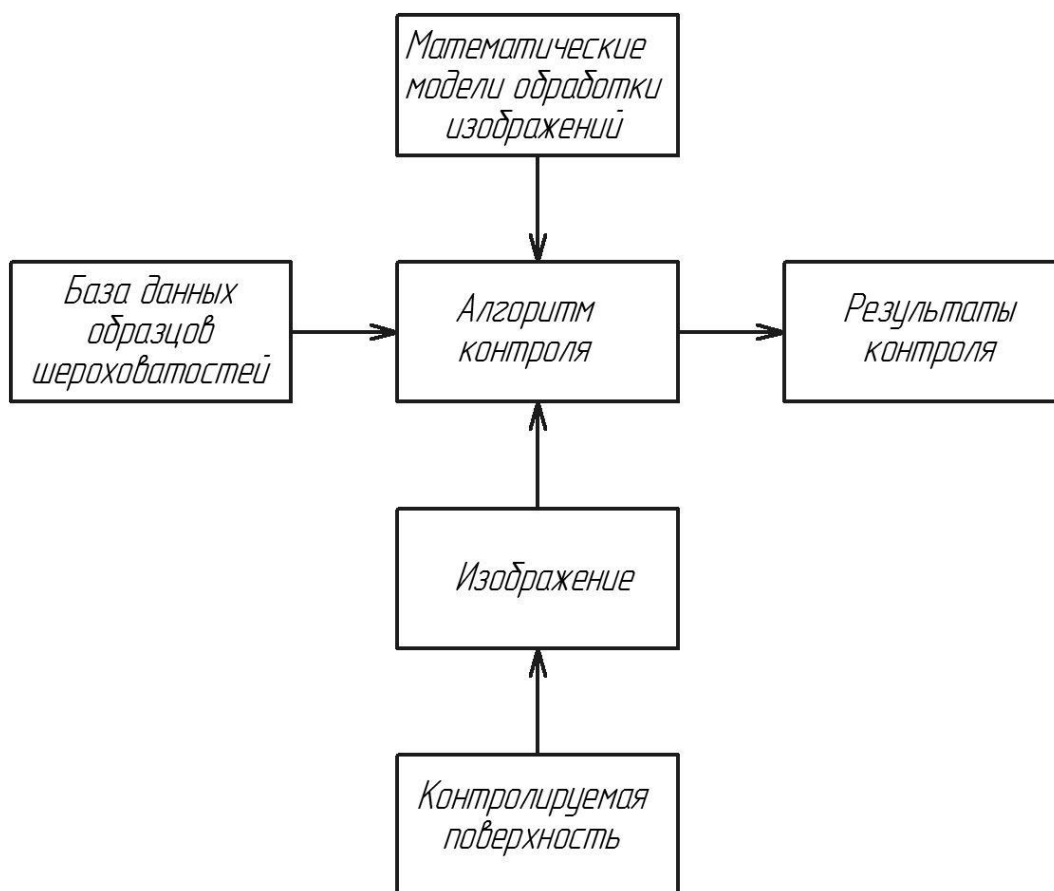 Математические
модели обработки
изображений
База данных
образцов
шероховатостей
Алгоритм
контроля
Результаты
контроля
Изображение
Контролируемая
поверхность